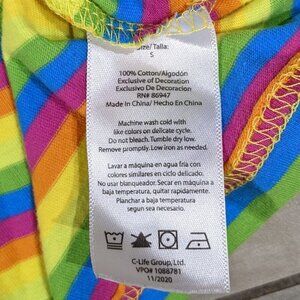 Size/Talla:
S
100% Cotton/Algodón
Exclusive of Decoration
Exclusivo De Decoracion
RN# 86947
Made In China/ Hecho En China
Machine wash cold with
like colors on delicate cycle.
Do not bleach. Tumble dry low.
Remove promptly. Low iron as needed.
Lavar a máquina en agua fria con
colores similares en ciclo delicado.
No usar blanqueador. Secar en máquina a
baja temperatura, quitar rapidamente.
Planchar a baja temperatura
segun sea necesario.
C-Life Group, Ltd.
VPO# 1088781
11/2020